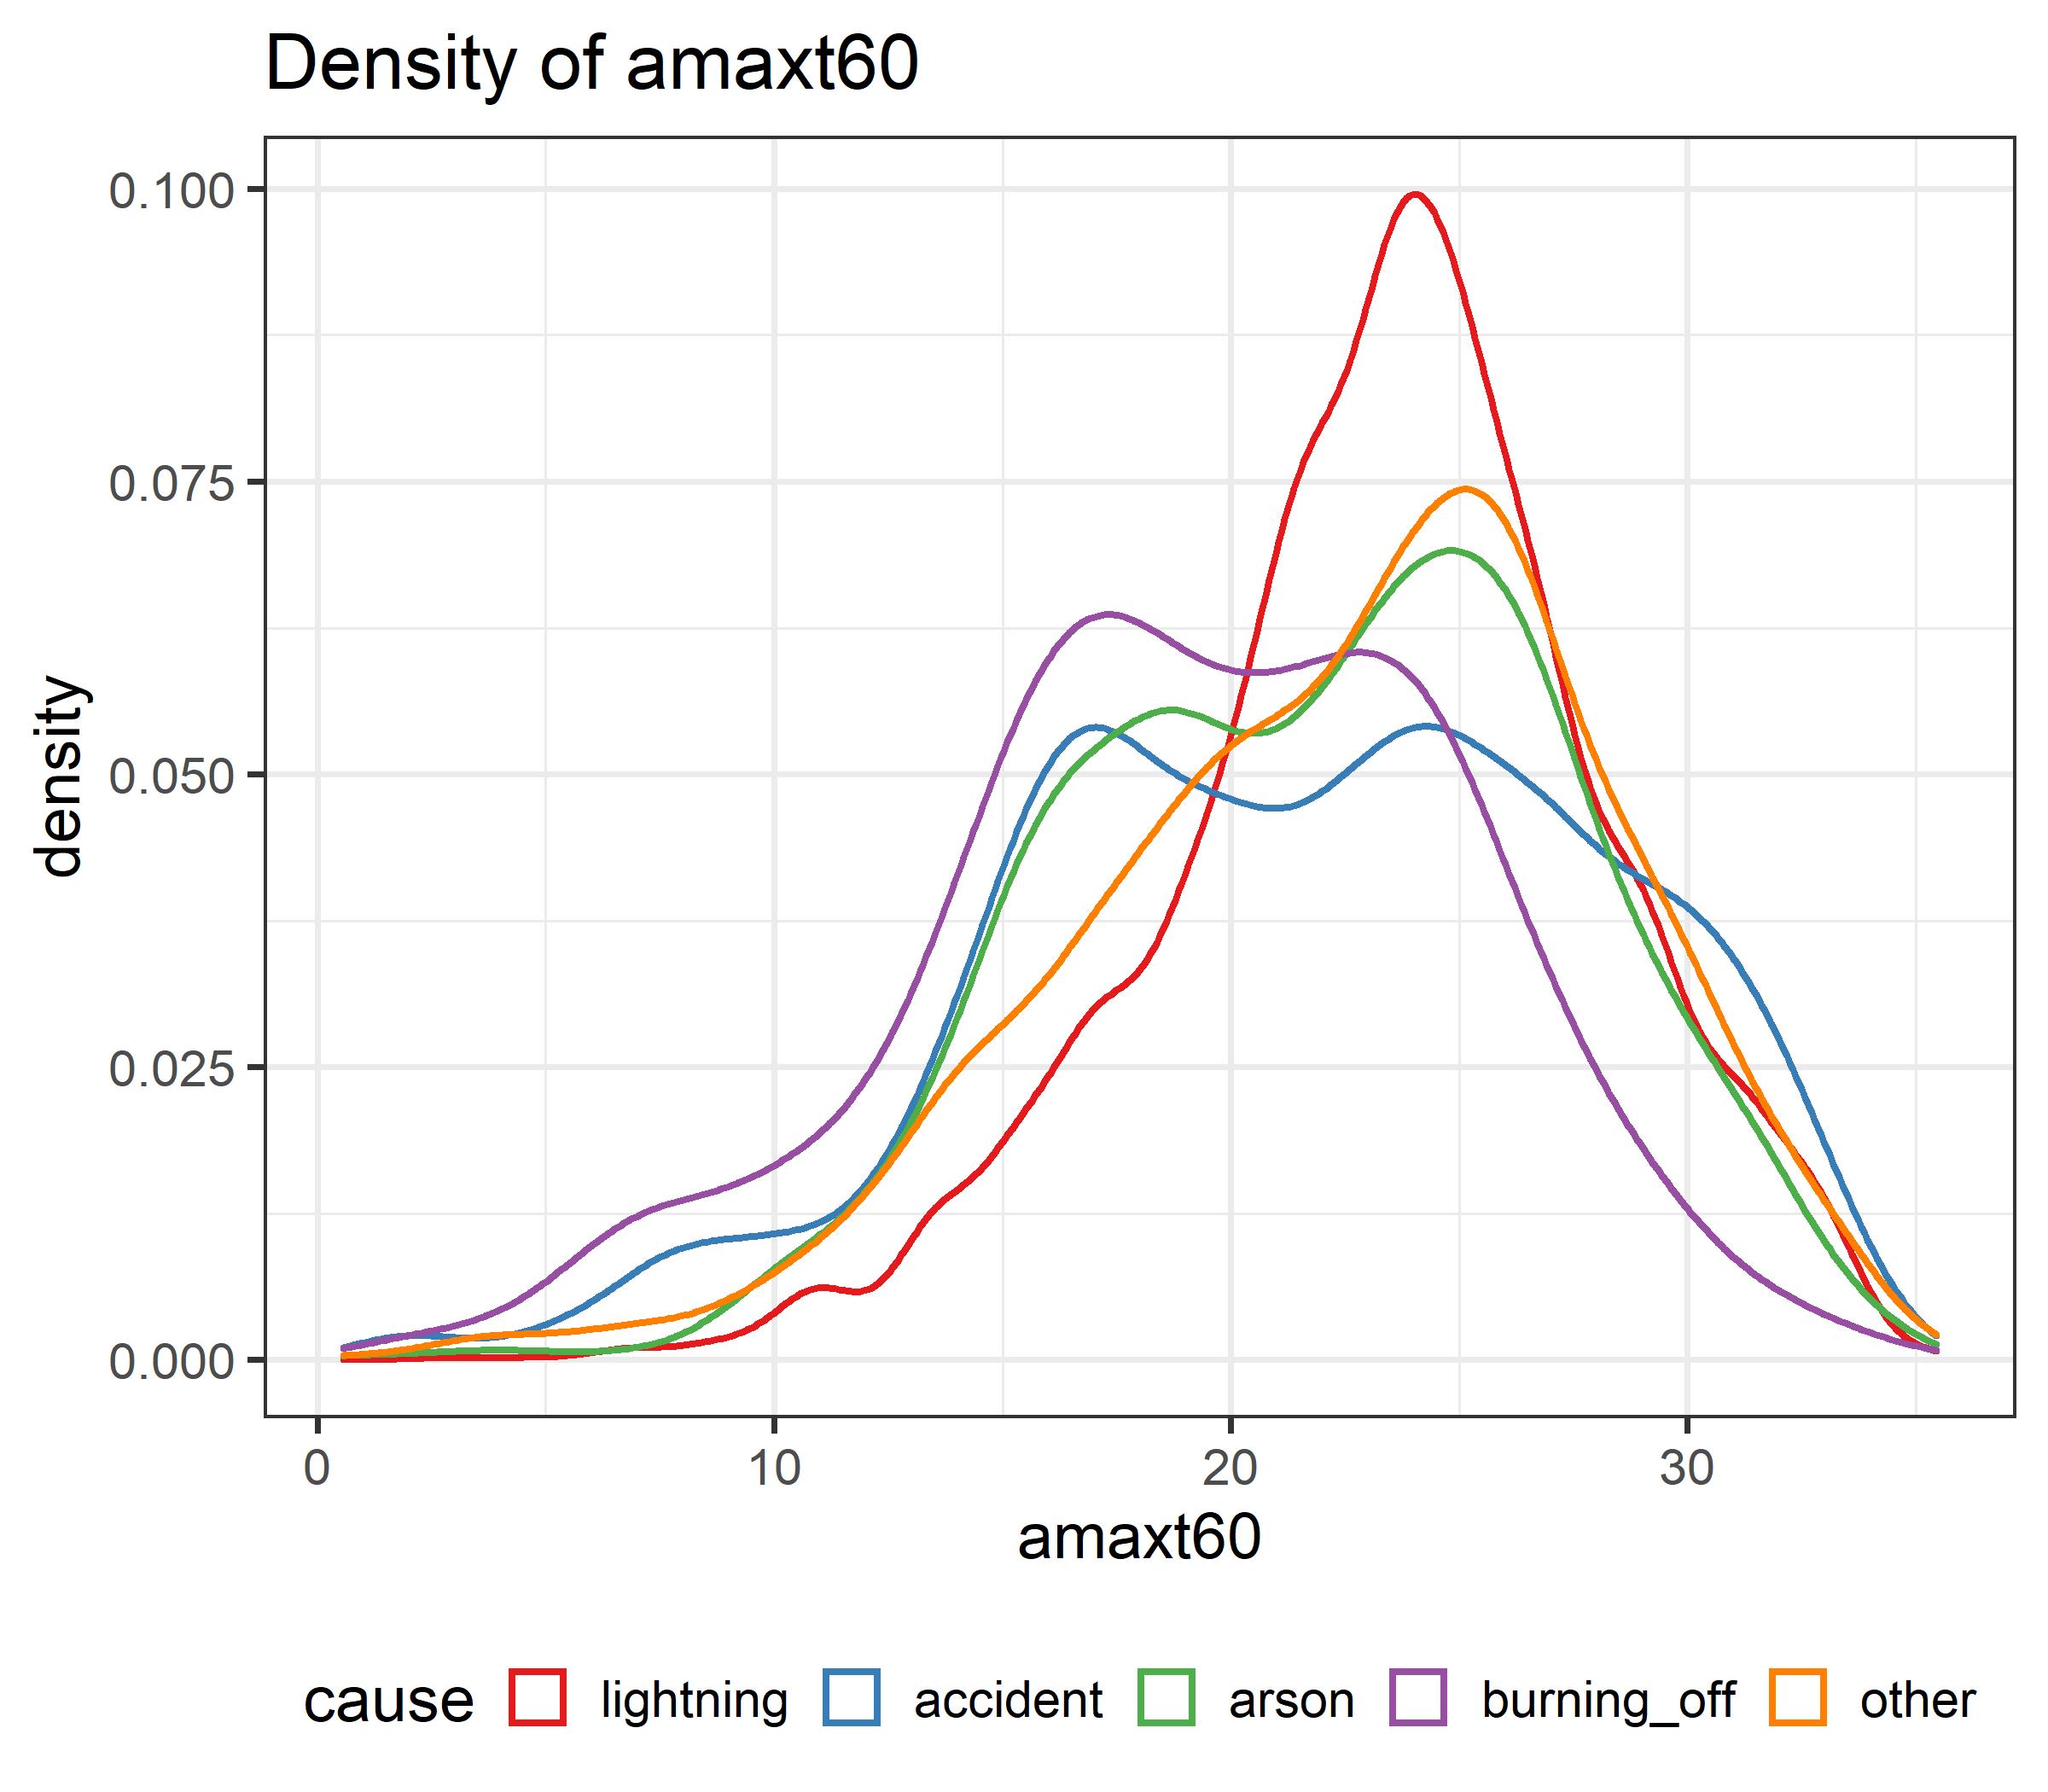 Density of amaxt60
0.100
0.075
0.050
0.025
0.000
density
0 10 20 30
amaxt60
cause lightning accident arson burning_off other